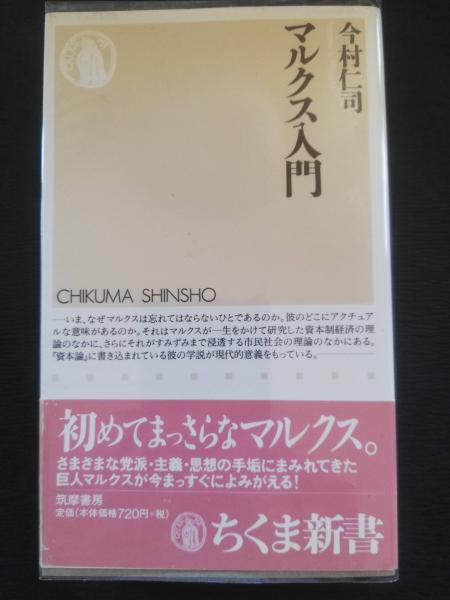 今村仁司
マルクス入門
CHIKUMA SHINSHO
──いま、なぜマルクスは忘れてはならないひとであるのか。彼のどこにアクチュア
ルな意味があるのか。それはマルクスが一生をかけて研究した資本制経済の理
論のなかに、さらにそれがすみずみまで浸透する市民社会の理論のなかにある。
『資本論』に書き込まれている彼の学説が現代的意義をもっている。
初めてまっさらなマルクス。
さまざまな党派・主義・思想の手垢にまみれてきた
巨人マルクスが今まっすぐによみがえる!
筑摩書房
定価(本体価格720円+税)
ちくま新書